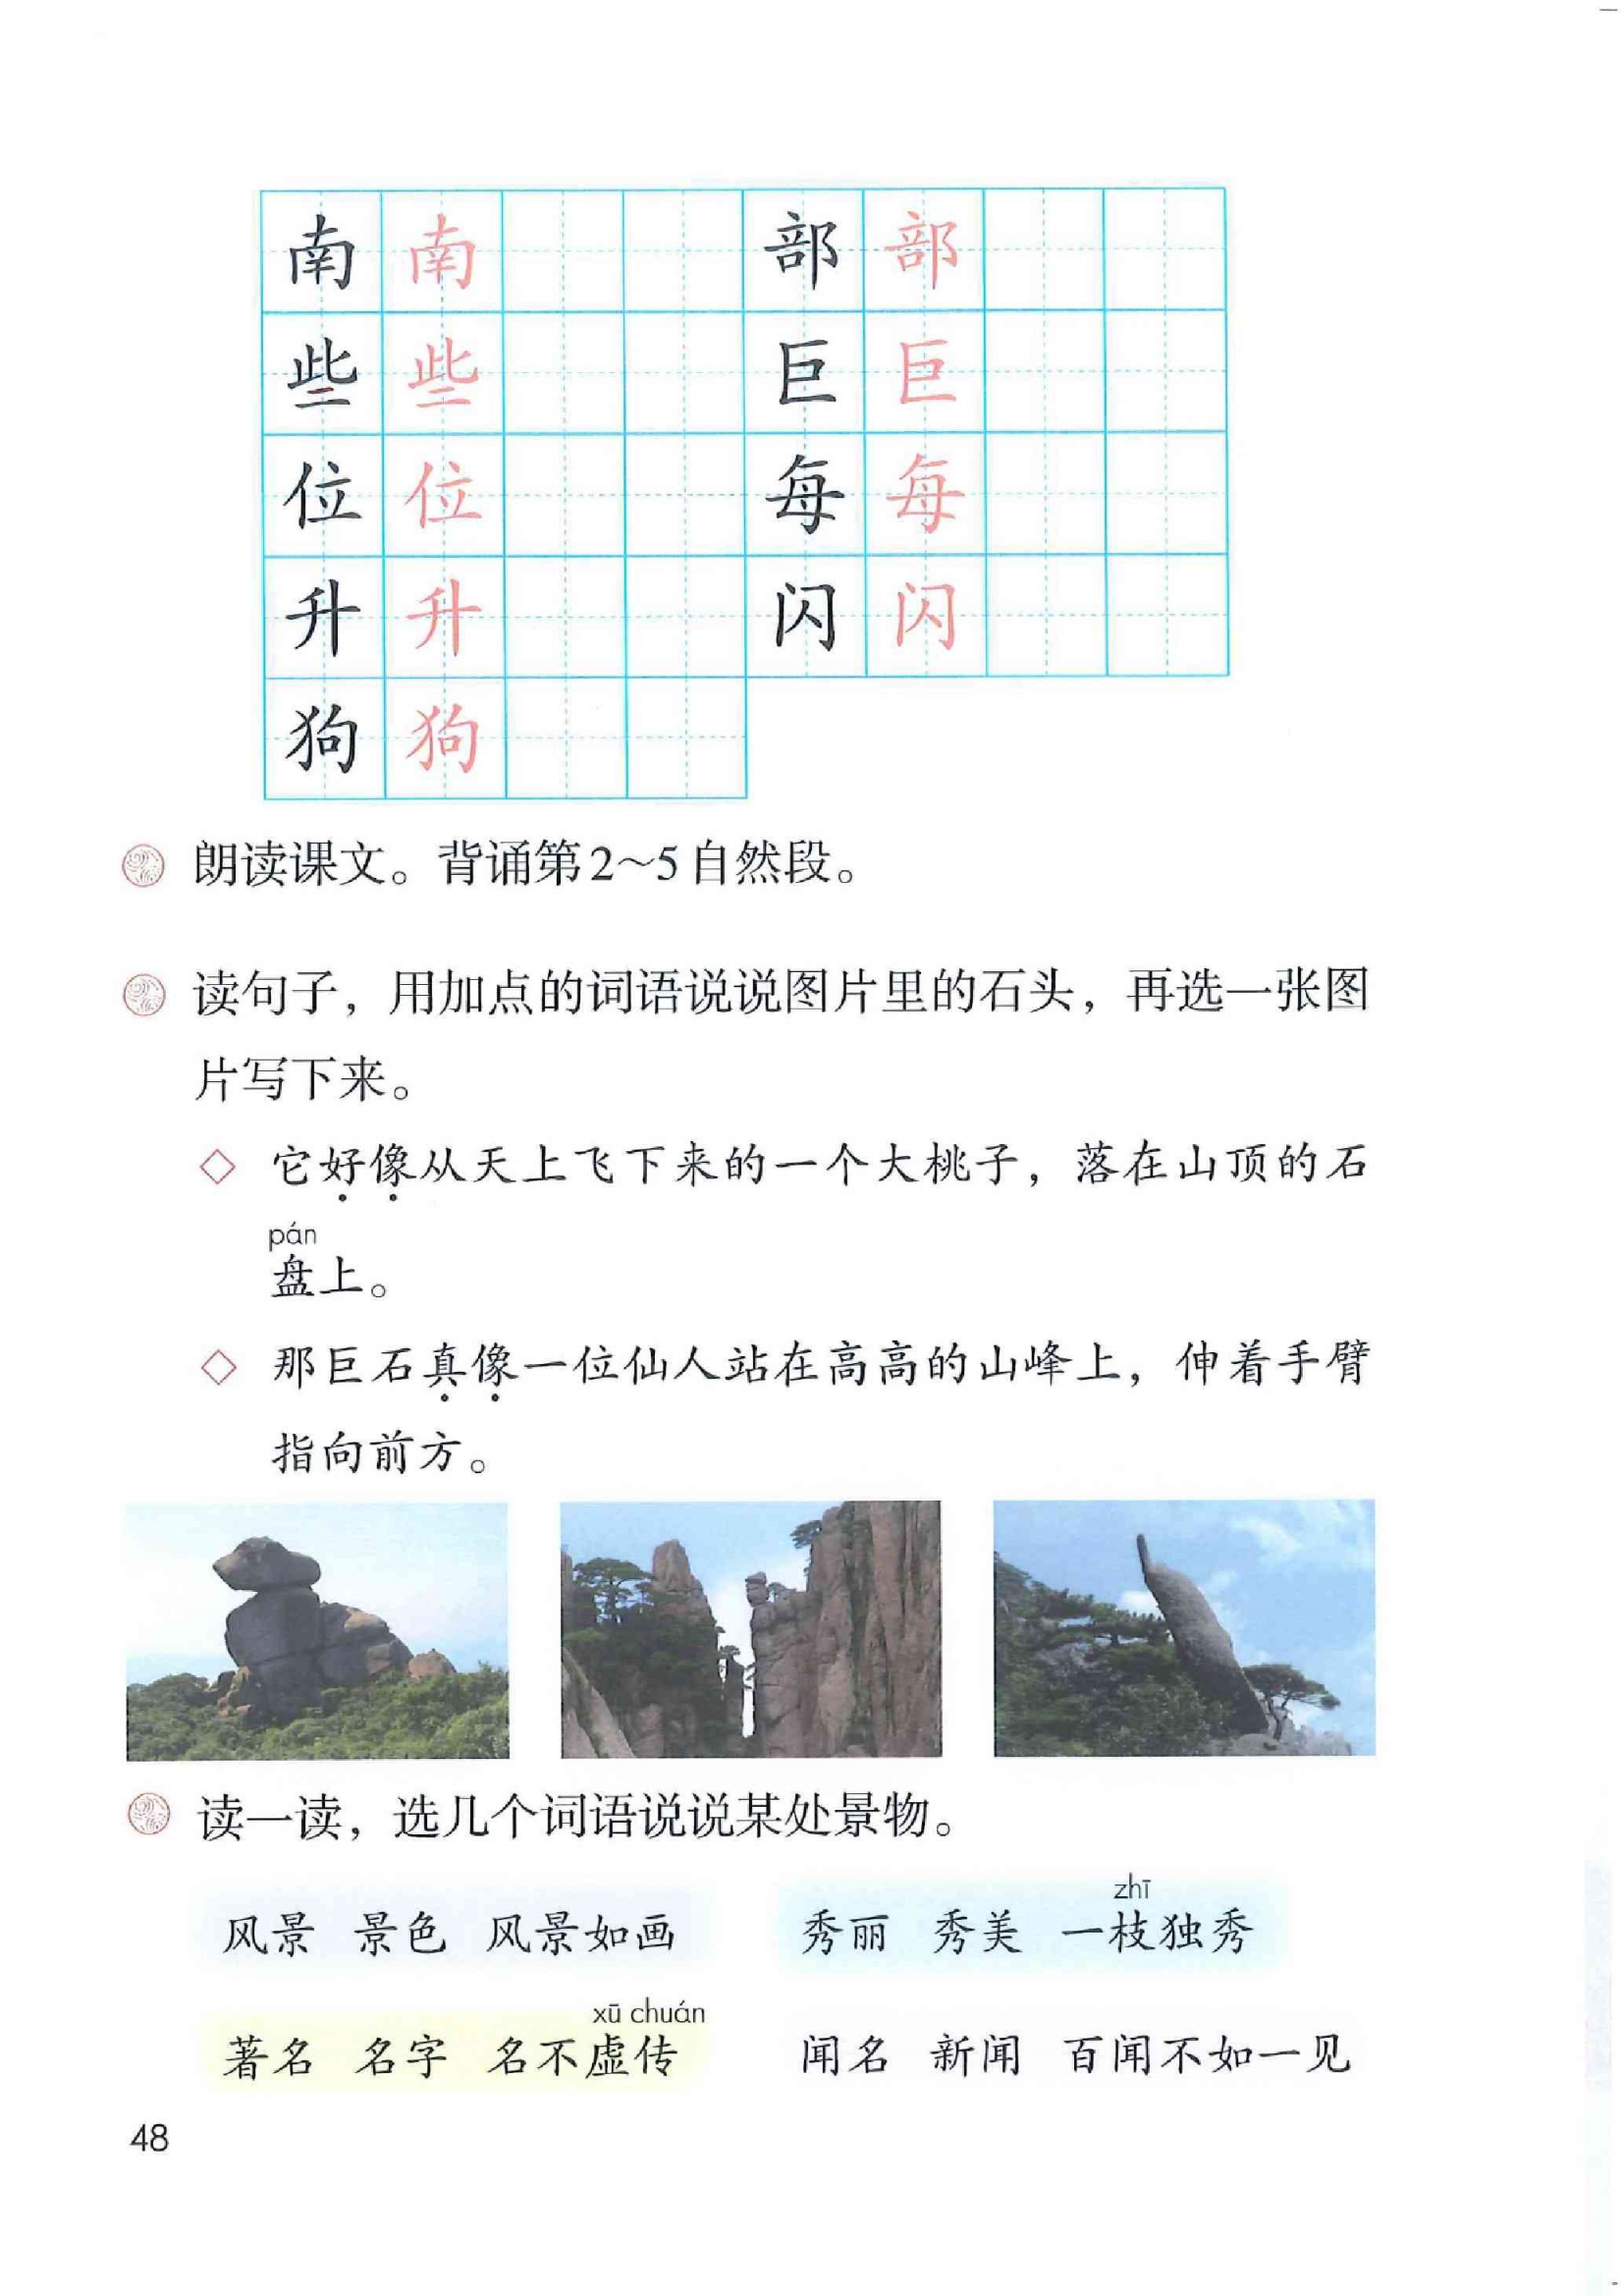 南 南 部 部
些 些 巨 巨
位 位 每 每
升 升 闪 闪
狗 狗
朗读课文。背诵第2～5自然段。
读句子，用加点的词语说说图片里的石头，再选一张图
片写下来。
◇ 它好像从天上飞下来的一个大桃子，落在山顶的石
pán
盘上。
◇ 那巨石真像一位仙人站在高高的山峰上，伸着手臂
指向前方。
读一读，选几个词语说说某处景物。
zhī
风景 景色 风景如画 秀丽 秀美 一枝独秀
xū chuán
著名 名字 名不虚传 闻名 新闻 百闻不如一见
48